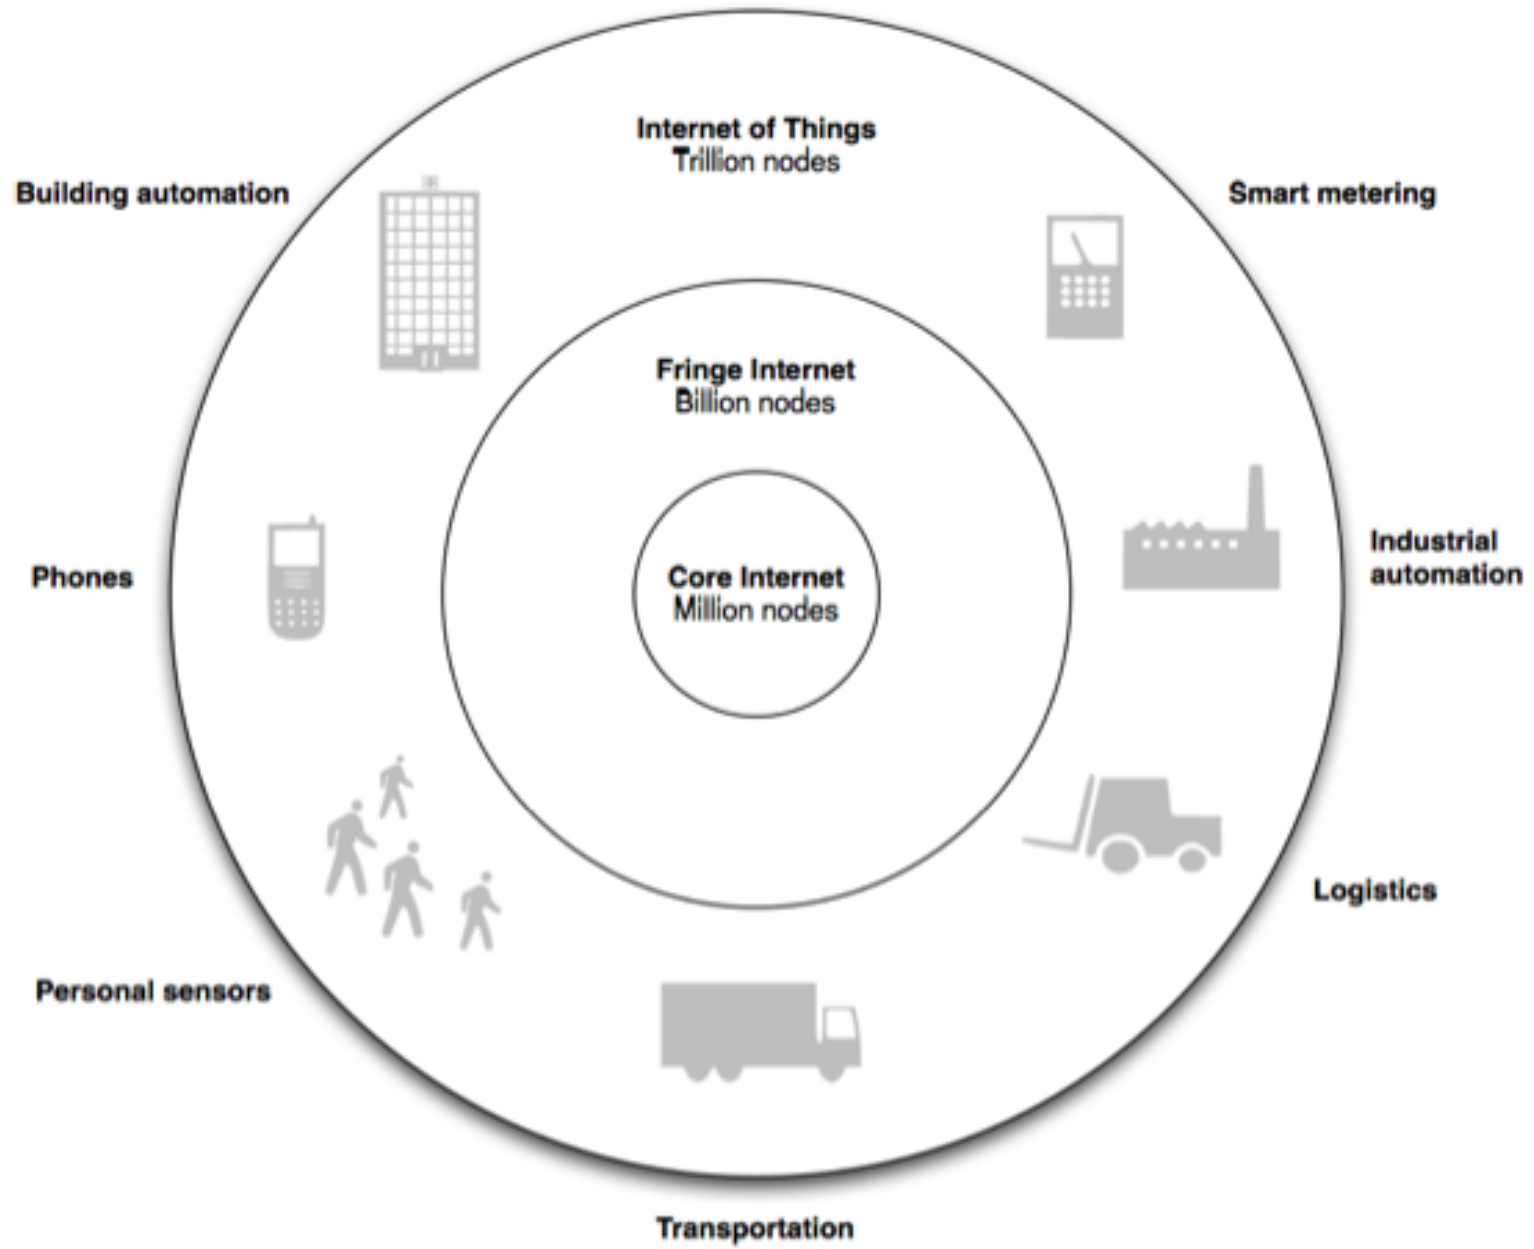 Internet of Things
Trillion nodes
Building automation
Smart metering
Fringe Internet
Billion nodes
Core Internet
Million nodes
Phones
Industrial
automation
Logistics
Personal sensors
Transportation